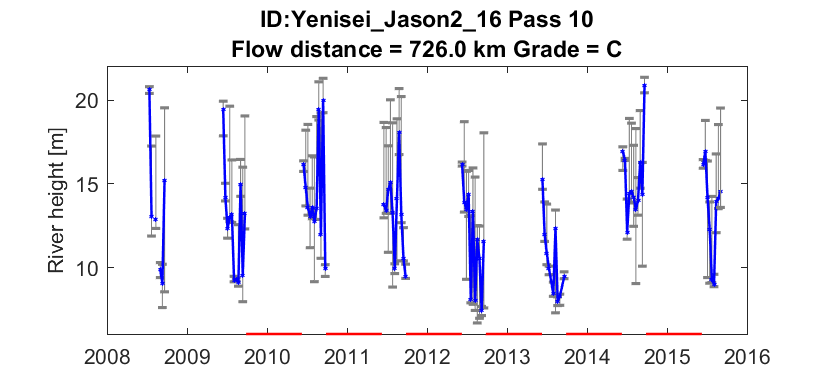 ID:Yenisei_Jason2_16 Pass 10
Flow distance = 726.0 km Grade = C
River height [m]
20
15
10
2008 2009 2010 2011 2012 2013 2014 2015 2016